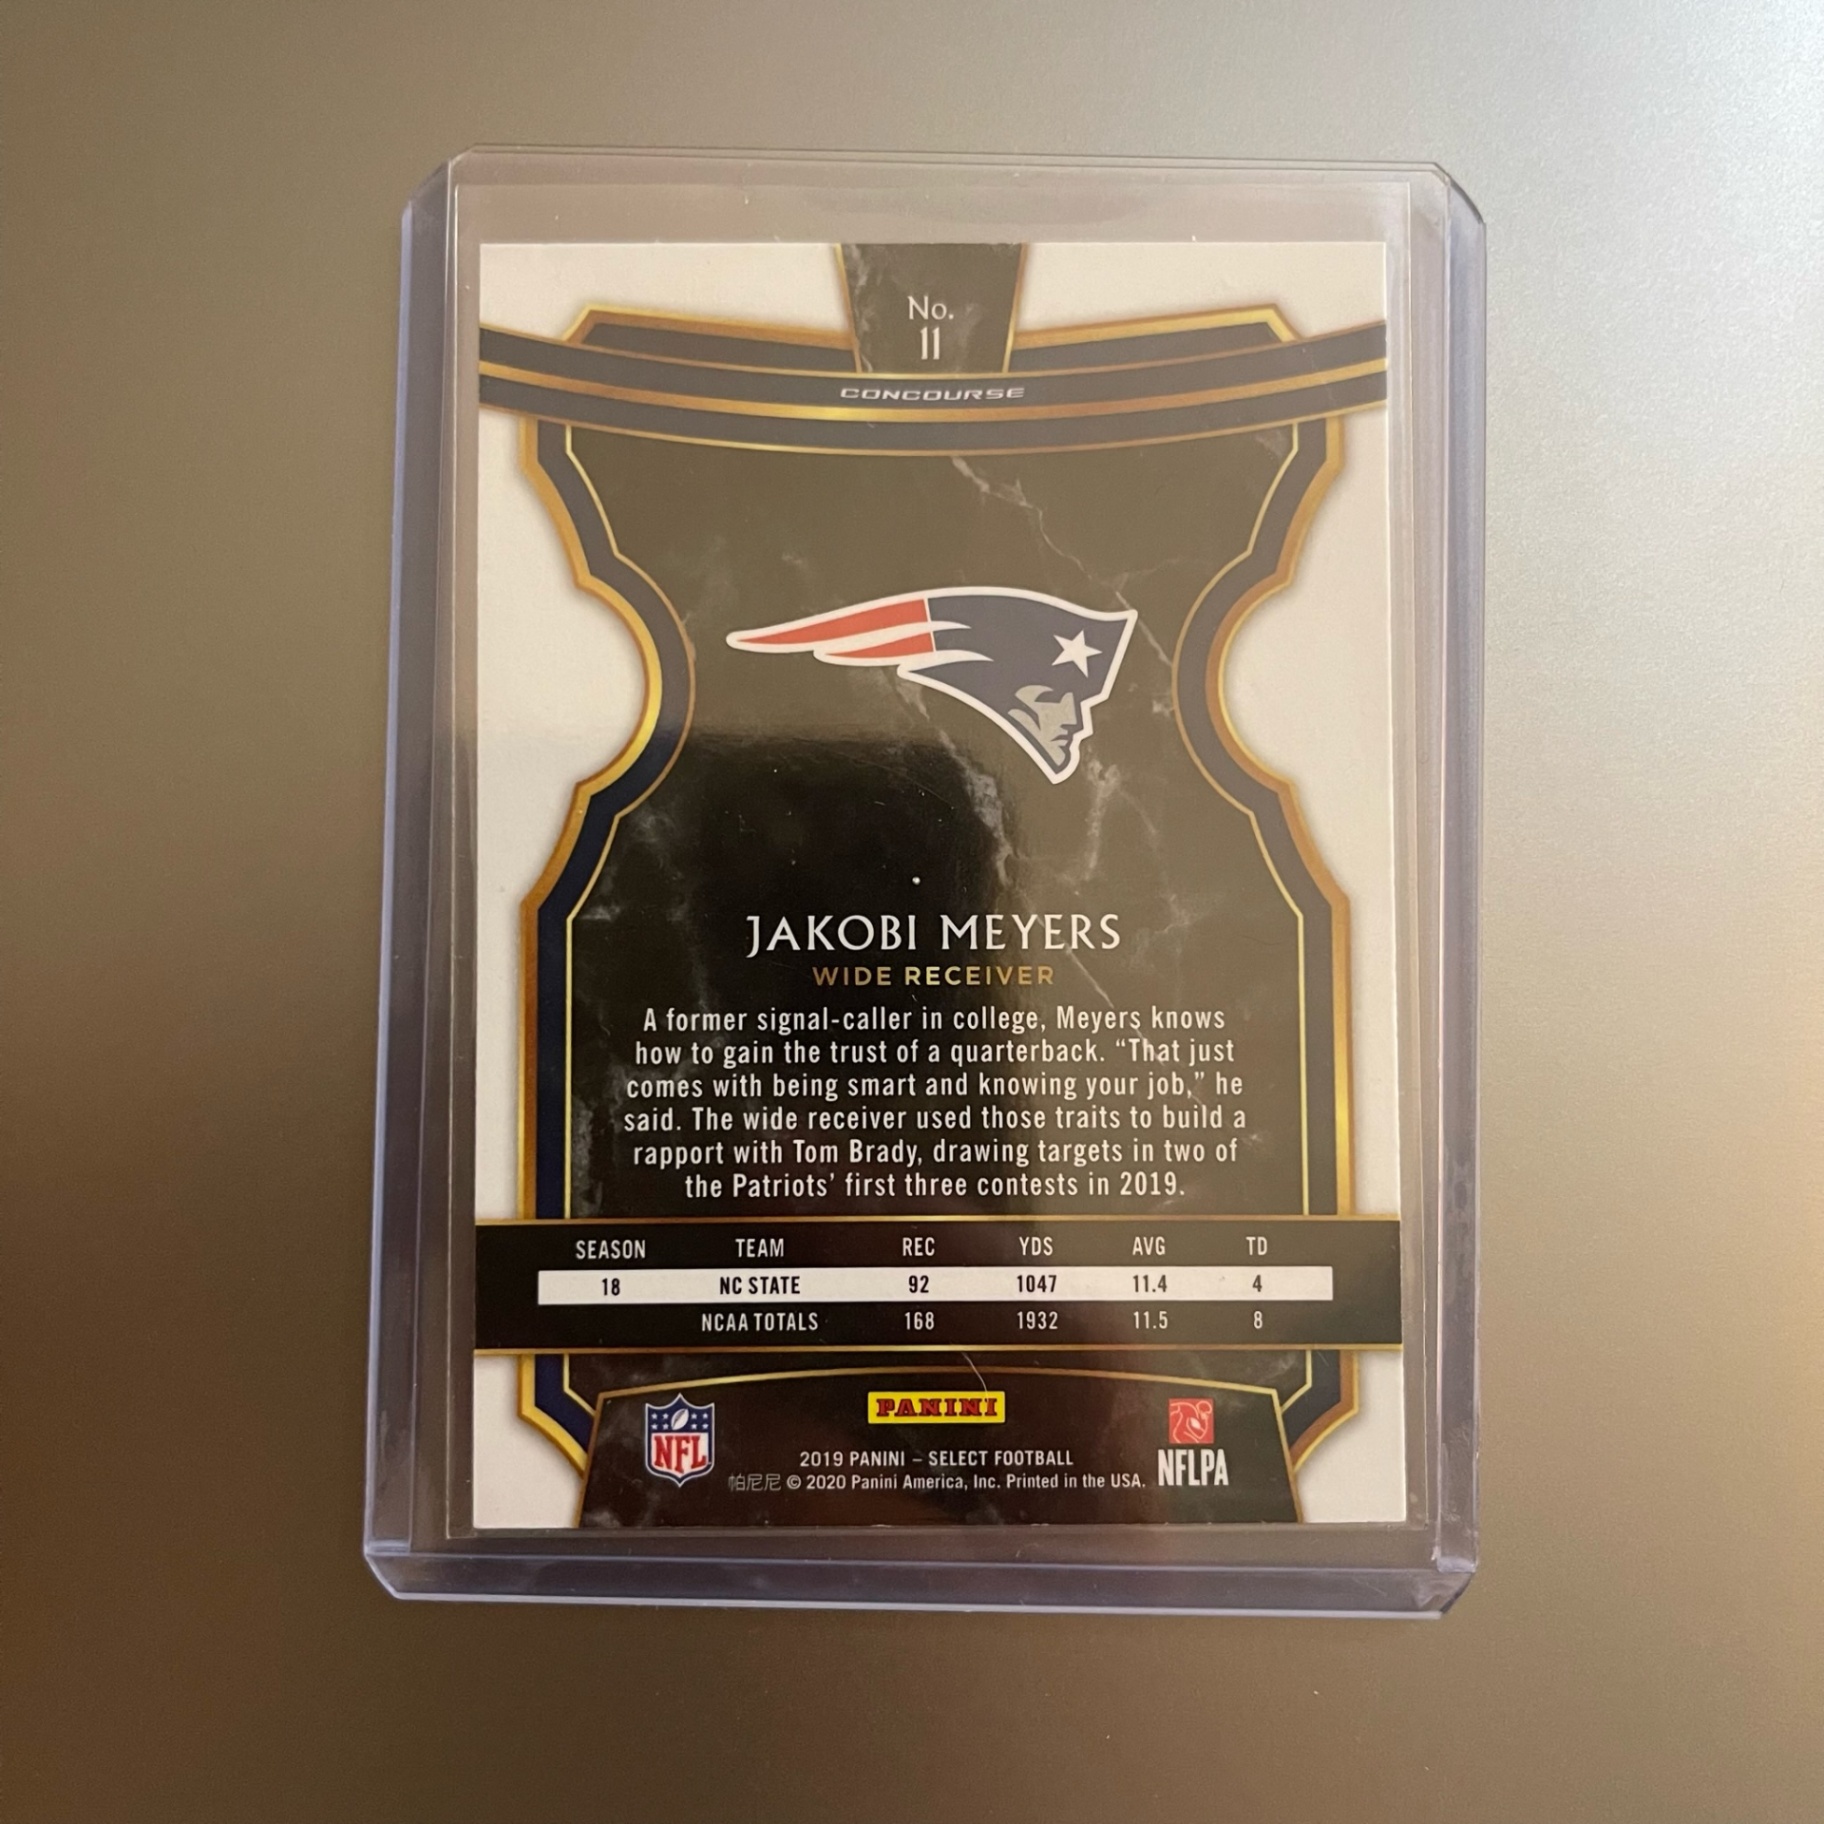 No.
11
CONCOURSE
JAKOBI MEYERS
WIDE RECEIVER
A former signal-caller in college, Meyers knows
how to gain the trust of a quarterback. “That just
comes with being smart and knowing your job,” he
said. The wide receiver used those traits to build a
rapport with Tom Brady, drawing targets in two of
the Patriots’ first three contests in 2019.
SEASON TEAM REC YDS AVG TD
18 NC STATE 92 1047 11.4 4
NCAA TOTALS 168 1932 11.5 8
NFL
PANINI
NFLPA
2019 PANINI – SELECT FOOTBALL
帕尼尼 © 2020 Panini America, Inc. Printed in the USA.